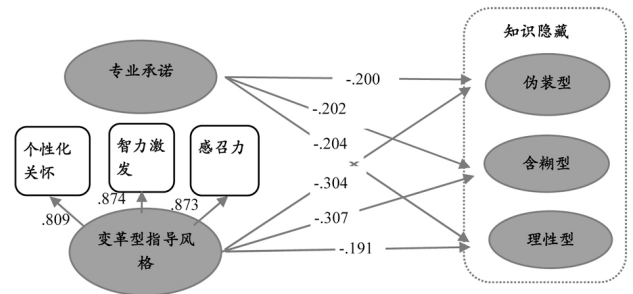 知识隐藏
专业承诺
-.200
伪装型
-.202
-.204
个性化
关怀
智力激
发
感召力
含糊型
-.304
.809
.874
.873
-.307
变革型指导风
格
-.191
理性型